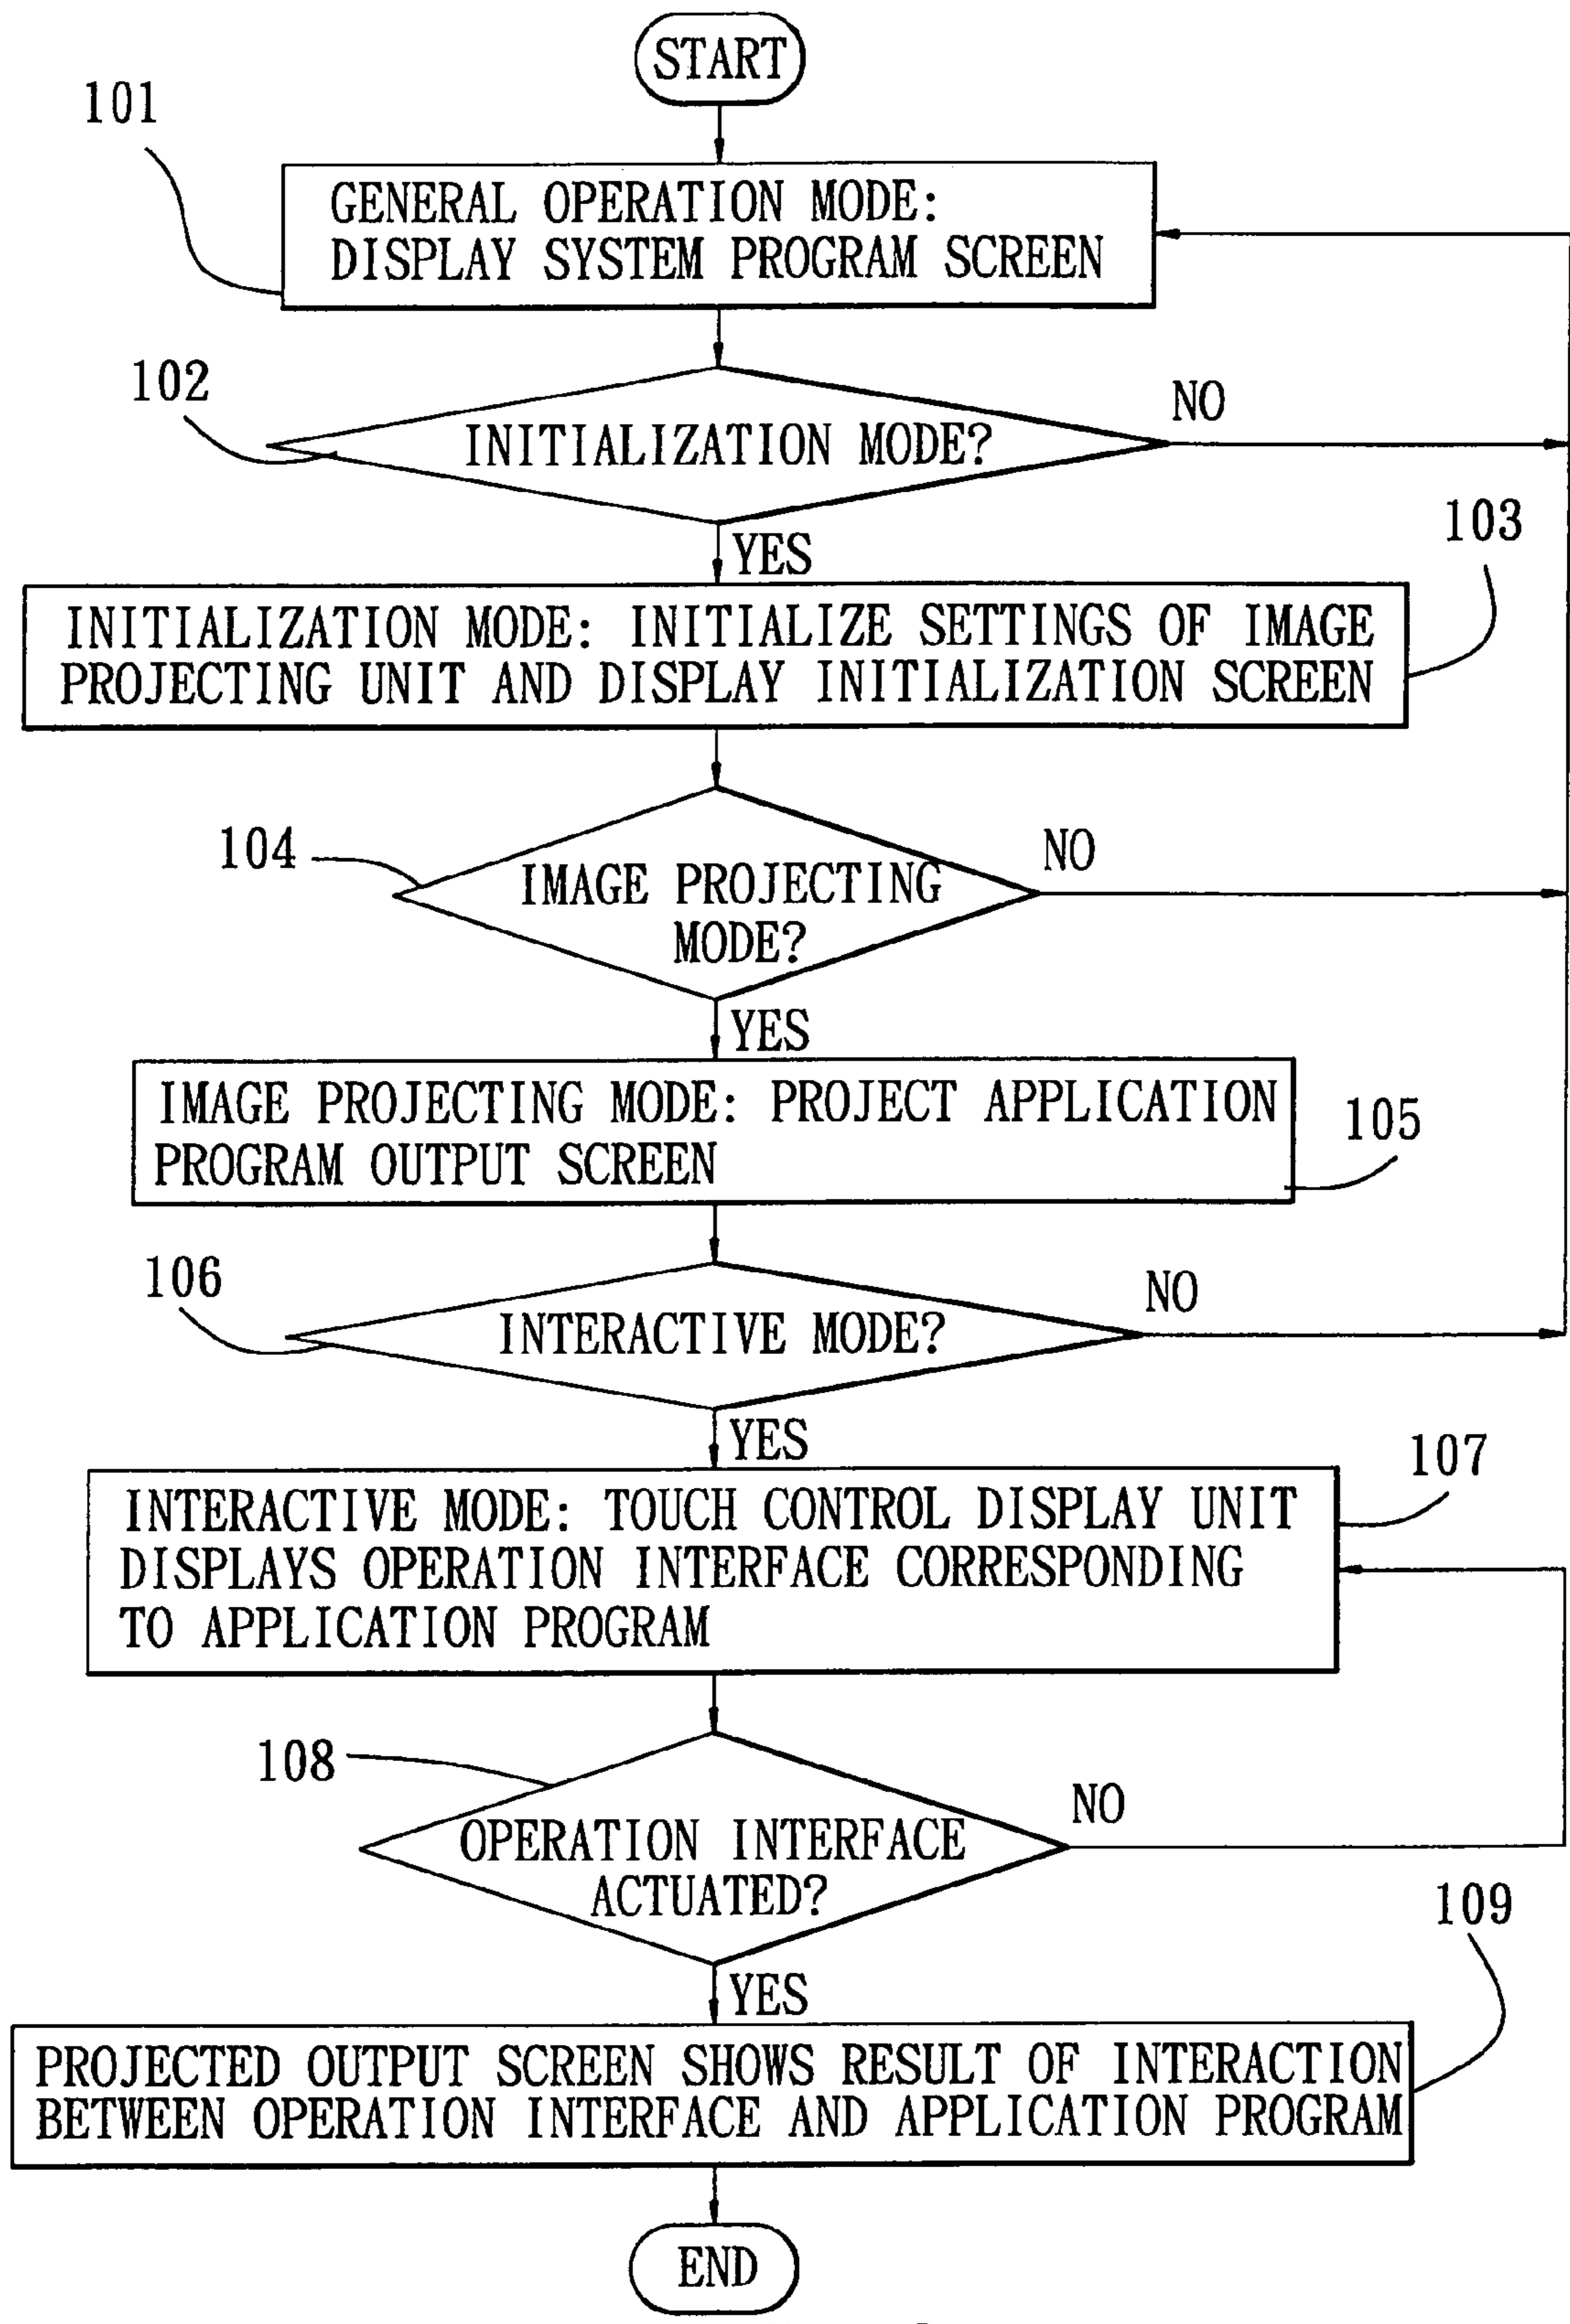 START
101
GENERAL OPERATION MODE:
DISPLAY SYSTEM PROGRAM SCREEN
102
INITIALIZATION MODE?
NO
YES
103
INITIALIZATION MODE: INITIALIZE SETTINGS OF IMAGE
PROJECTING UNIT AND DISPLAY INITIALIZATION SCREEN
104
IMAGE PROJECTING
MODE?
NO
YES
IMAGE PROJECTING MODE: PROJECT APPLICATION
PROGRAM OUTPUT SCREEN
105
106
INTERACTIVE MODE?
NO
YES
107
INTERACTIVE MODE: TOUCH CONTROL DISPLAY UNIT
DISPLAYS OPERATION INTERFACE CORRESPONDING
TO APPLICATION PROGRAM
108
OPERATION INTERFACE
ACTUATED?
NO
YES
109
PROJECTED OUTPUT SCREEN SHOWS RESULT OF INTERACTION
BETWEEN OPERATION INTERFACE AND APPLICATION PROGRAM
END